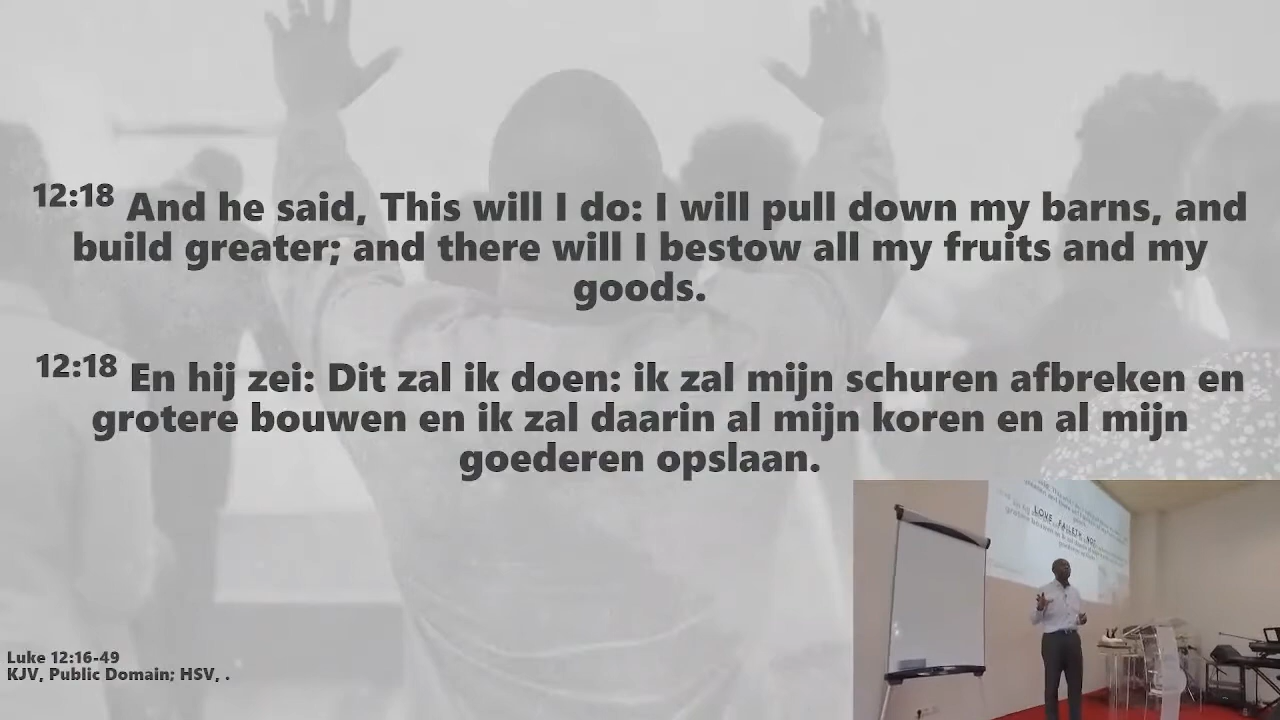 12:18 And he said, This will I do: I will pull down my barns, and
build greater; and there will I bestow all my fruits and my
goods.
12:18 En hij zei: Dit zal ik doen: ik zal mijn schuren afbreken en
grotere bouwen en ik zal daarin al mijn koren en al mijn
goederen opslaan.
LOVE FAILETH NOT
Luke 12:16-49
KJV, Public Domain; HSV, .